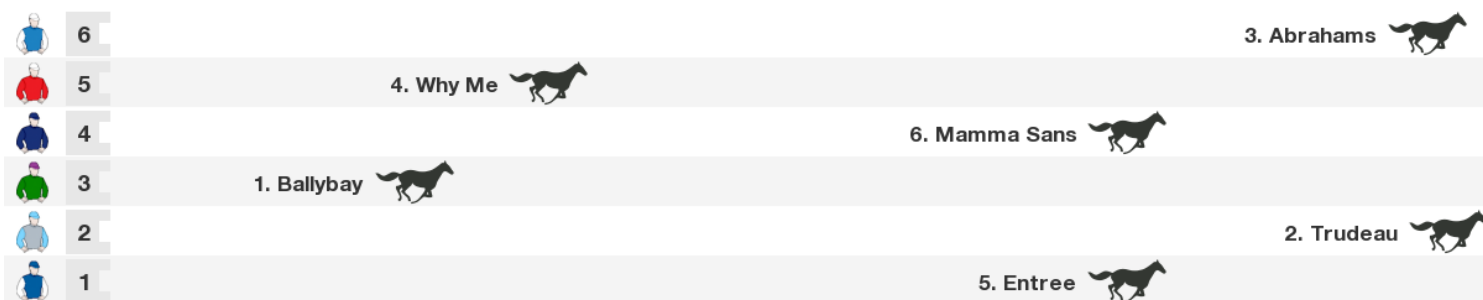 6 3. Abrahams
5 4. Why Me
4 6. Mamma Sans
3 1. Ballybay
2 2. Trudeau
1 5. Entree